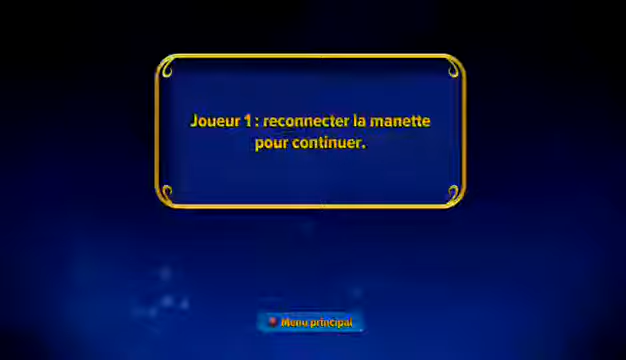 Joueur 1 : reconnecter la manette
pour continuer.
Menu principal